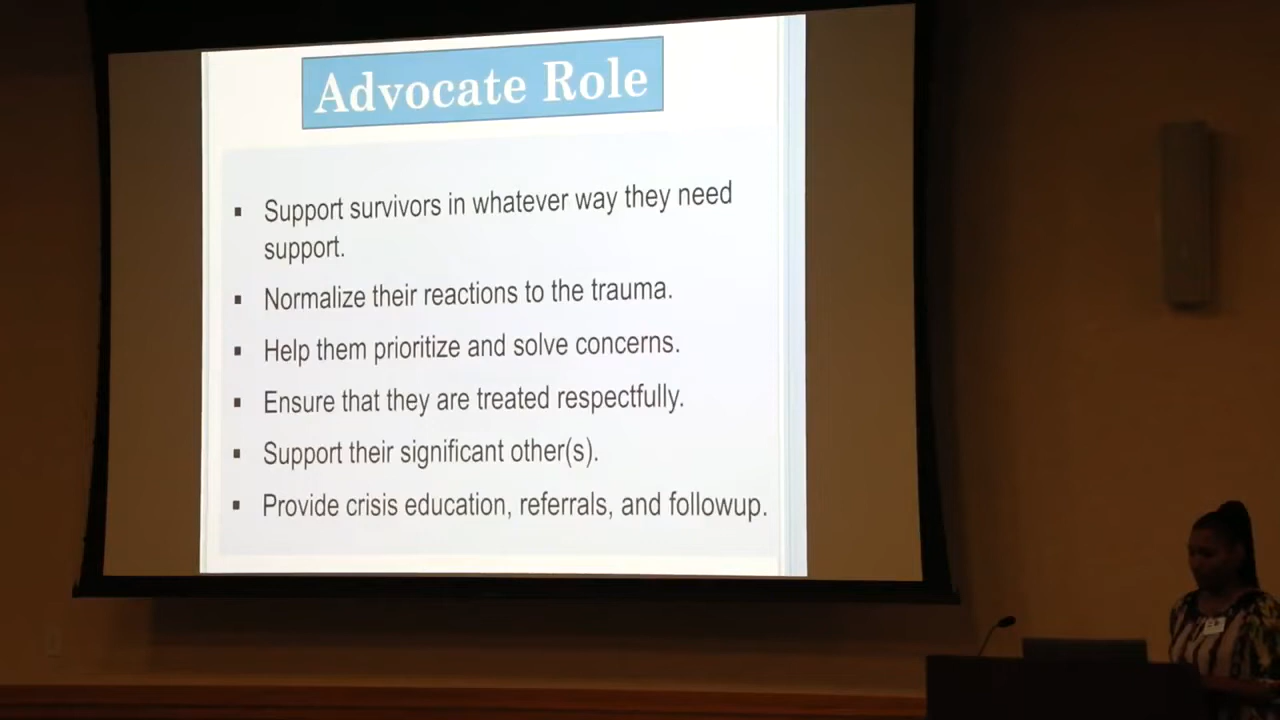 Advocate Role
▪ Support survivors in whatever way they need
support.
▪ Normalize their reactions to the trauma.
▪ Help them prioritize and solve concerns.
▪ Ensure that they are treated respectfully.
▪ Support their significant other(s).
▪ Provide crisis education, referrals, and followup.